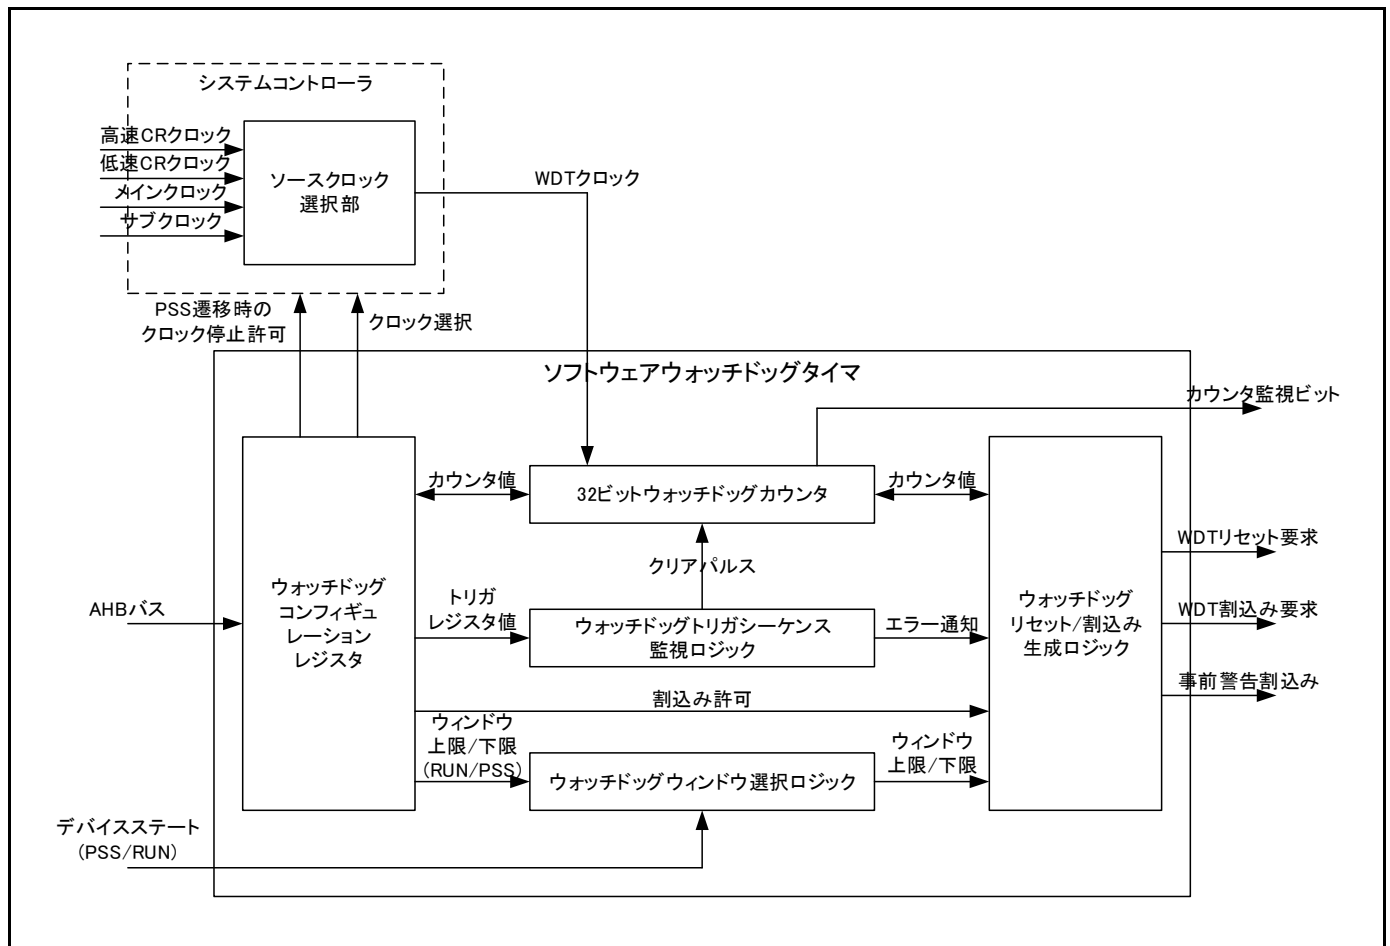 システムコントローラ
高速CRクロック
低速CRクロック
メインクロック
サブクロック
ソースクロック
選択部
WDTクロック
PSS遷移時の
クロック停止許可
クロック選択
ソフトウェアウォッチドッグタイマ
カウンタ監視ビット
カウンタ値
32ビットウォッチドッグカウンタ
カウンタ値
クリアパルス
WDTリセット要求
AHBバス
ウォッチドッグ
コンフィギュ
レーション
レジスタ
トリガ
レジスタ値
ウォッチドッグトリガシーケンス
監視ロジック
エラー通知
ウォッチドッグ
リセット/割込み
生成ロジック
WDT割込み要求
事前警告割込み
割込み許可
ウィンドウ
上限/下限
(RUN/PSS)
ウォッチドッグウィンドウ選択ロジック
ウィンドウ
上限/下限
デバイスステート
(PSS/RUN)